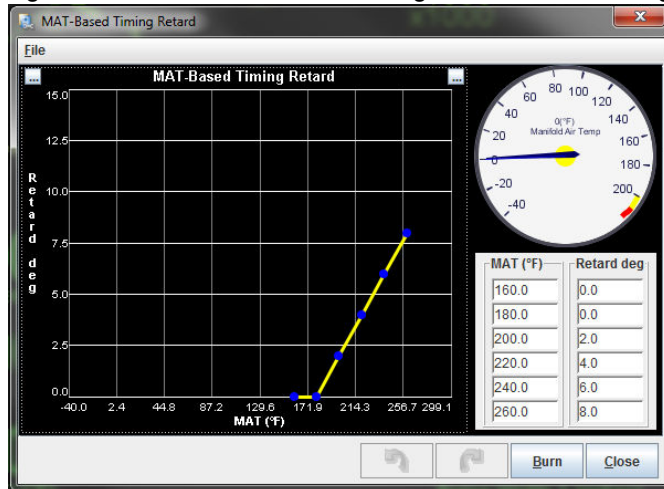 MAT-Based Timing Retard
File
MAT-Based Timing Retard
15.0
12.5
10.0
7.5
5.0
2.5
0.0
Retard deg
-40.0 2.4 44.8 87.2 129.6 171.9 214.3 256.7 299.1
MAT (°F)
-40
-20
0
20
40
60
80
100
120
140
160
180
200
0(°F)
Manifold Air Temp
MAT (°F) Retard deg
160.0 0.0
180.0 0.0
200.0 2.0
220.0 4.0
240.0 6.0
260.0 8.0
Burn Close